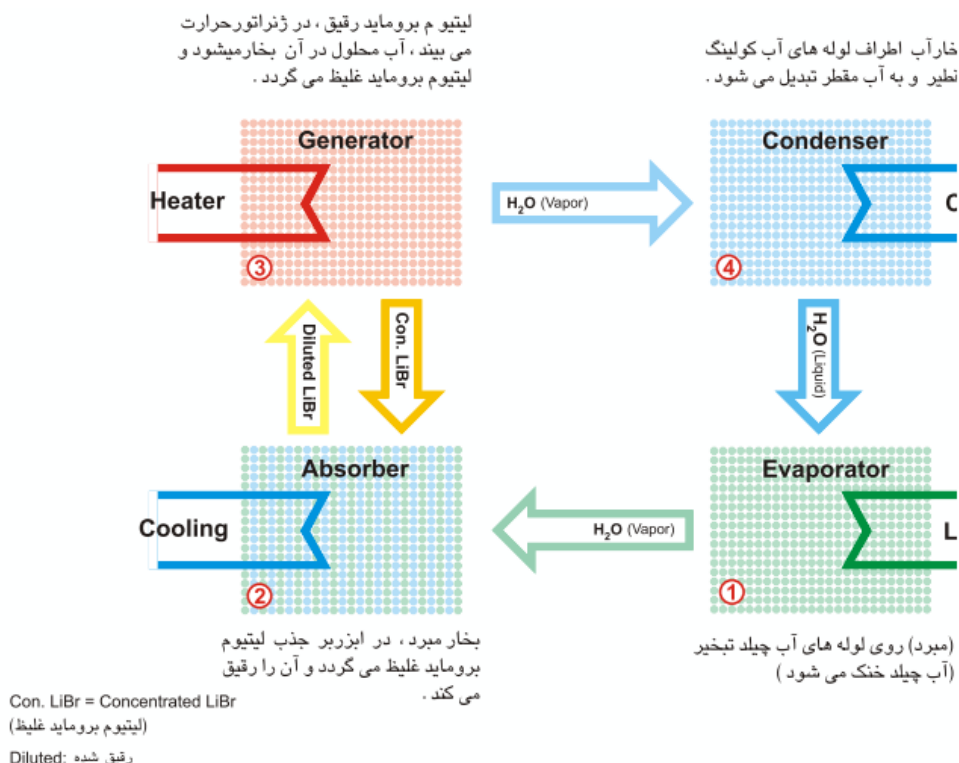 لیتیو م بروماید رقیق ، در ژنراتورحرارت
می بیند ، آب محلول در آن بخارمیشود و
لیتیوم بروماید غلیظ می گردد .
خارآب اطراف لوله های آب کولینگ
نطیر و به آب مقطر تبدیل می شود .
Generator
Heater
③
H₂O (Vapor)
Condenser
C
④
Diluted LiBr
Con. LiBr
H₂O (Liquid)
Absorber
Cooling
②
H₂O (Vapor)
Evaporator
L
①
بخار مبرد ، در ابزربر جذب لیتیوم
بروماید غلیظ می گردد و آن را رقیق
می کند .
(مبرد) روی لوله های آب چیلد تبخیر
(آب چیلد خنک می شود )
Con. LiBr = Concentrated LiBr
(لیتیوم بروماید غلیظ)
Diluted: رقیق شده